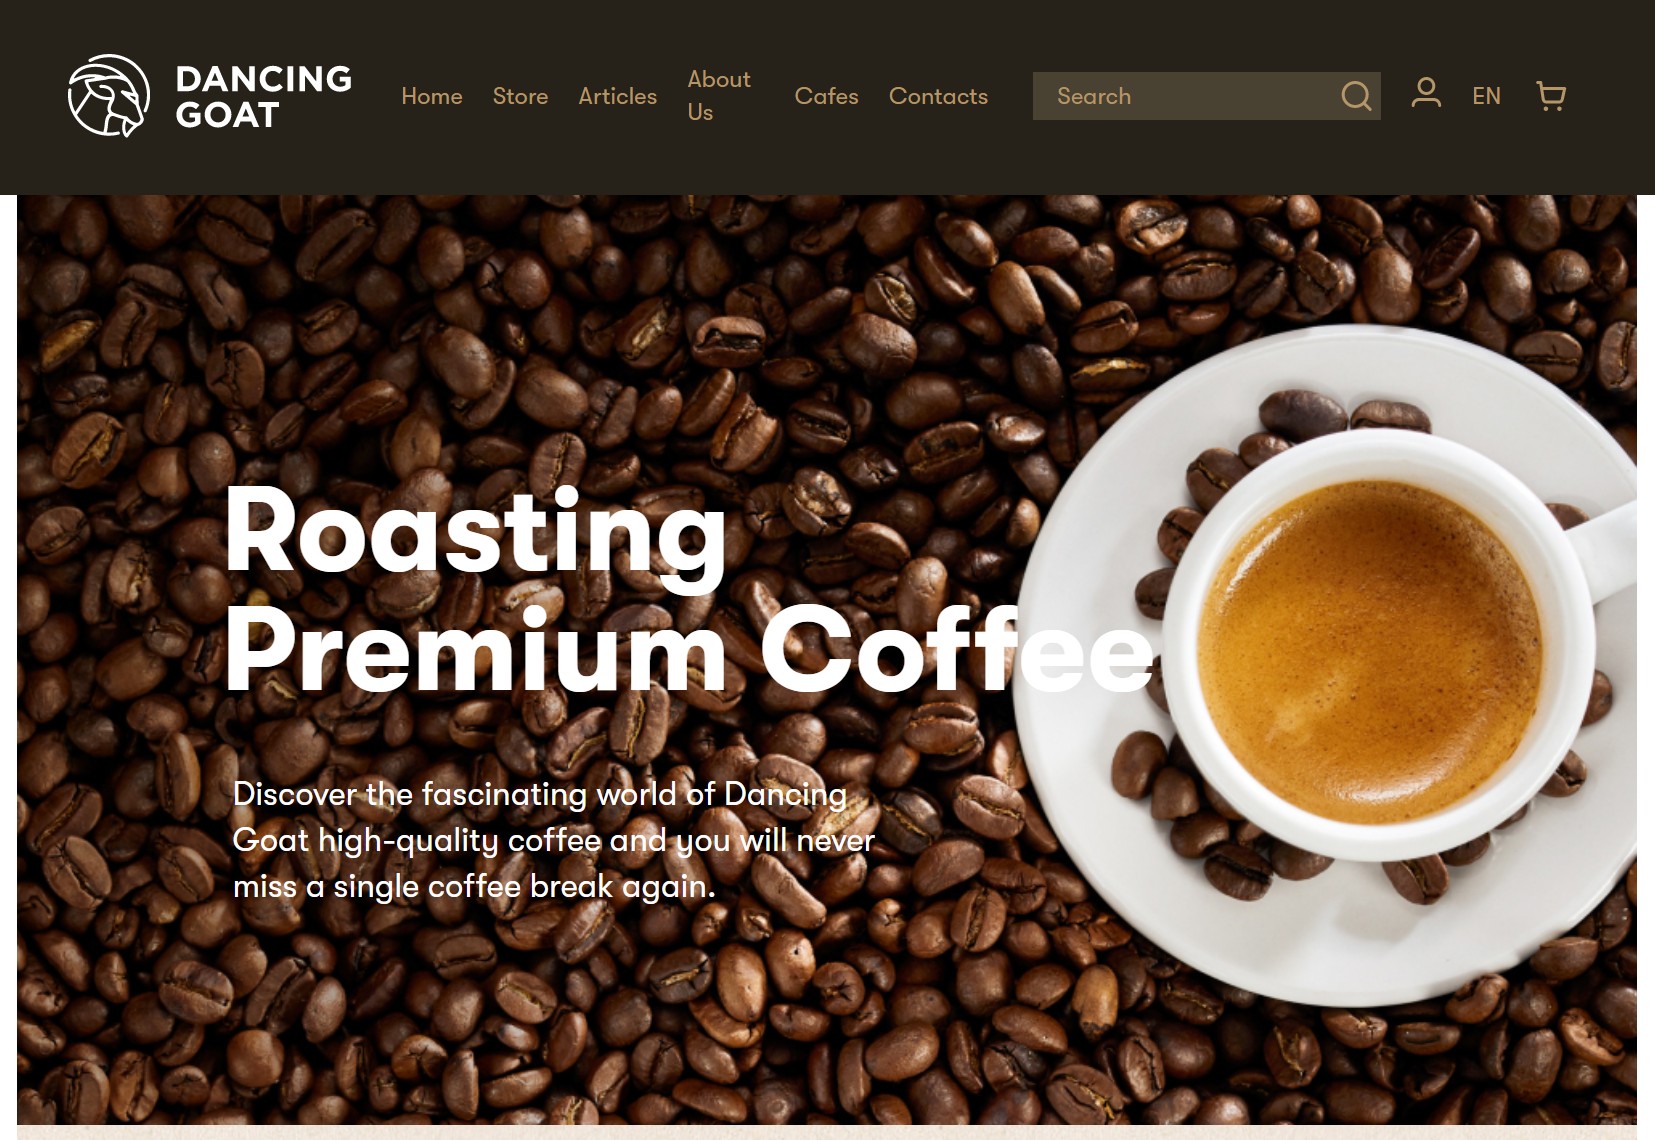 DANCING
GOAT
Home Store Articles About Us Cafes Contacts Search EN
Roasting
Premium Coffee
Discover the fascinating world of Dancing
Goat high-quality coffee and you will never
miss a single coffee break again.